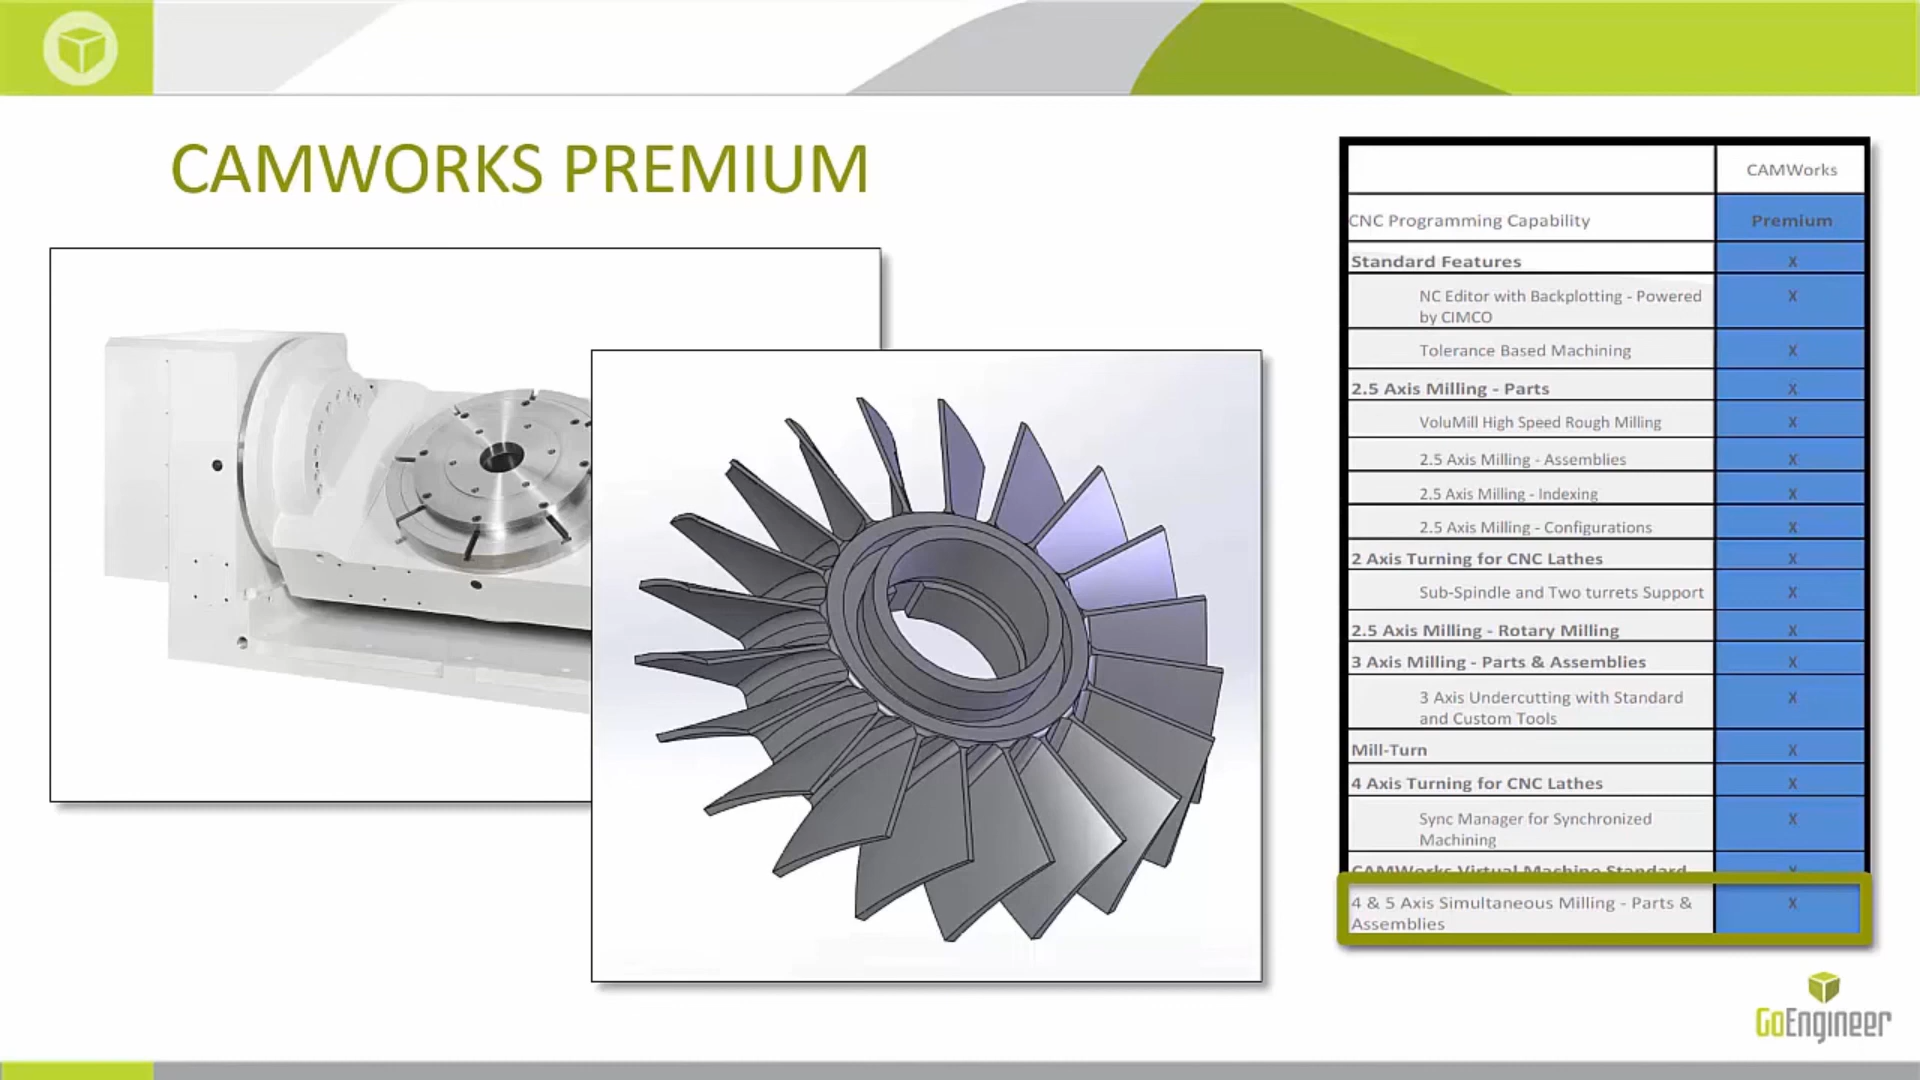 CAMWORKS PREMIUM
CAMWorks
CNC Programming Capability Premium
Standard Features X
NC Editor with Backplotting - Powered X
by CIMCO
Tolerance Based Machining X
2.5 Axis Milling - Parts X
VoluMill High Speed Rough Milling X
2.5 Axis Milling - Assemblies X
2.5 Axis Milling - Indexing X
2.5 Axis Milling - Configurations X
2 Axis Turning for CNC Lathes X
Sub-Spindle and Two turrets Support X
2.5 Axis Milling - Rotary Milling X
3 Axis Milling - Parts & Assemblies X
3 Axis Undercutting with Standard X
and Custom Tools
Mill-Turn X
4 Axis Turning for CNC Lathes X
Sync Manager for Synchronized X
Machining
CAMWorks Virtual Machine Standard X
4 & 5 Axis Simultaneous Milling - Parts & X
Assemblies
GoEngineer